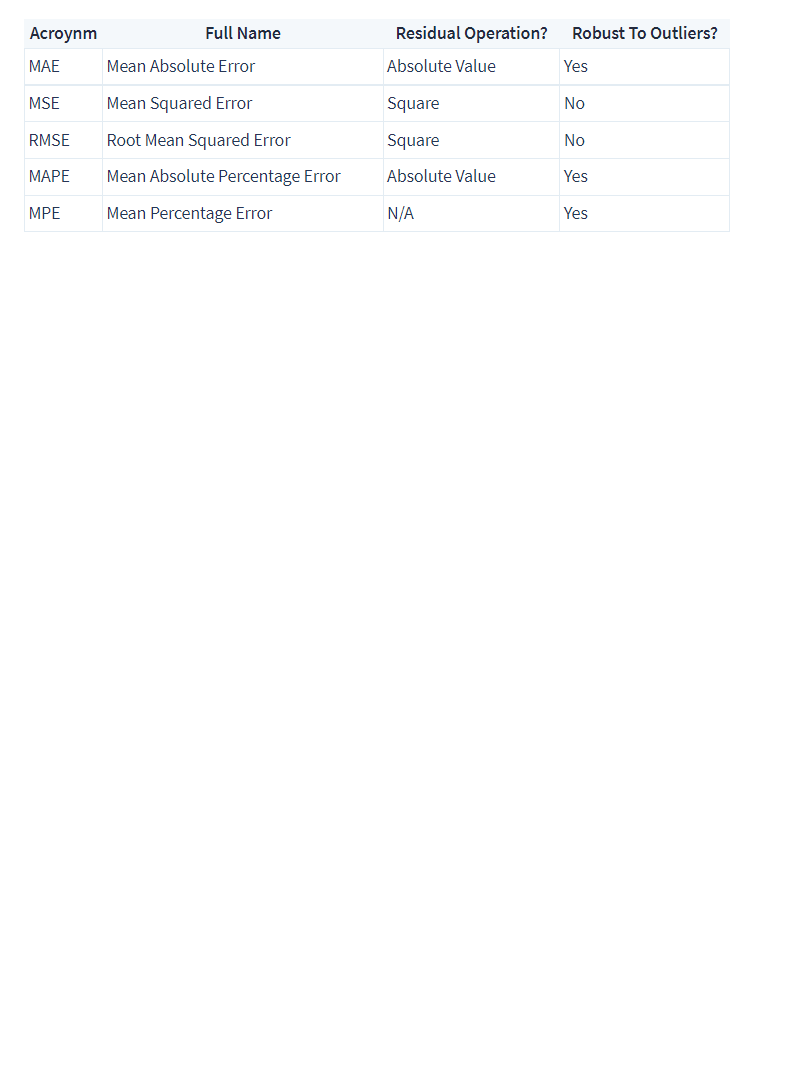 Acroynm Full Name Residual Operation? Robust To Outliers?
MAE Mean Absolute Error Absolute Value Yes
MSE Mean Squared Error Square No
RMSE Root Mean Squared Error Square No
MAPE Mean Absolute Percentage Error Absolute Value Yes
MPE Mean Percentage Error N/A Yes